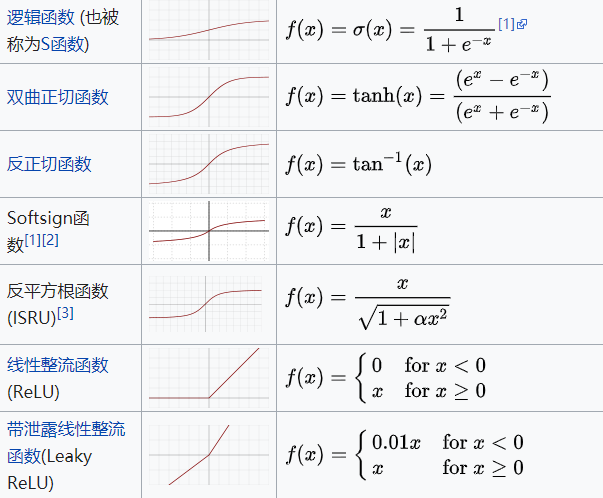 逻辑函数 (也被
称为S函数)
f(x) = σ(x) = 1 / (1 + e^{-x}) [1]
双曲正切函数
f(x) = tanh(x) = (e^x − e^{-x}) / (e^x + e^{-x})
反正切函数
f(x) = tan^{-1}(x)
Softsign函
数[1][2]
f(x) = x / (1 + |x|)
反平方根函数
(ISRU)[3]
f(x) = x / √(1 + αx^2)
线性整流函数
(ReLU)
f(x) = { 0 for x < 0
x for x ≥ 0
带泄露线性整流
函数(Leaky
ReLU)
f(x) = { 0.01x for x < 0
x for x ≥ 0